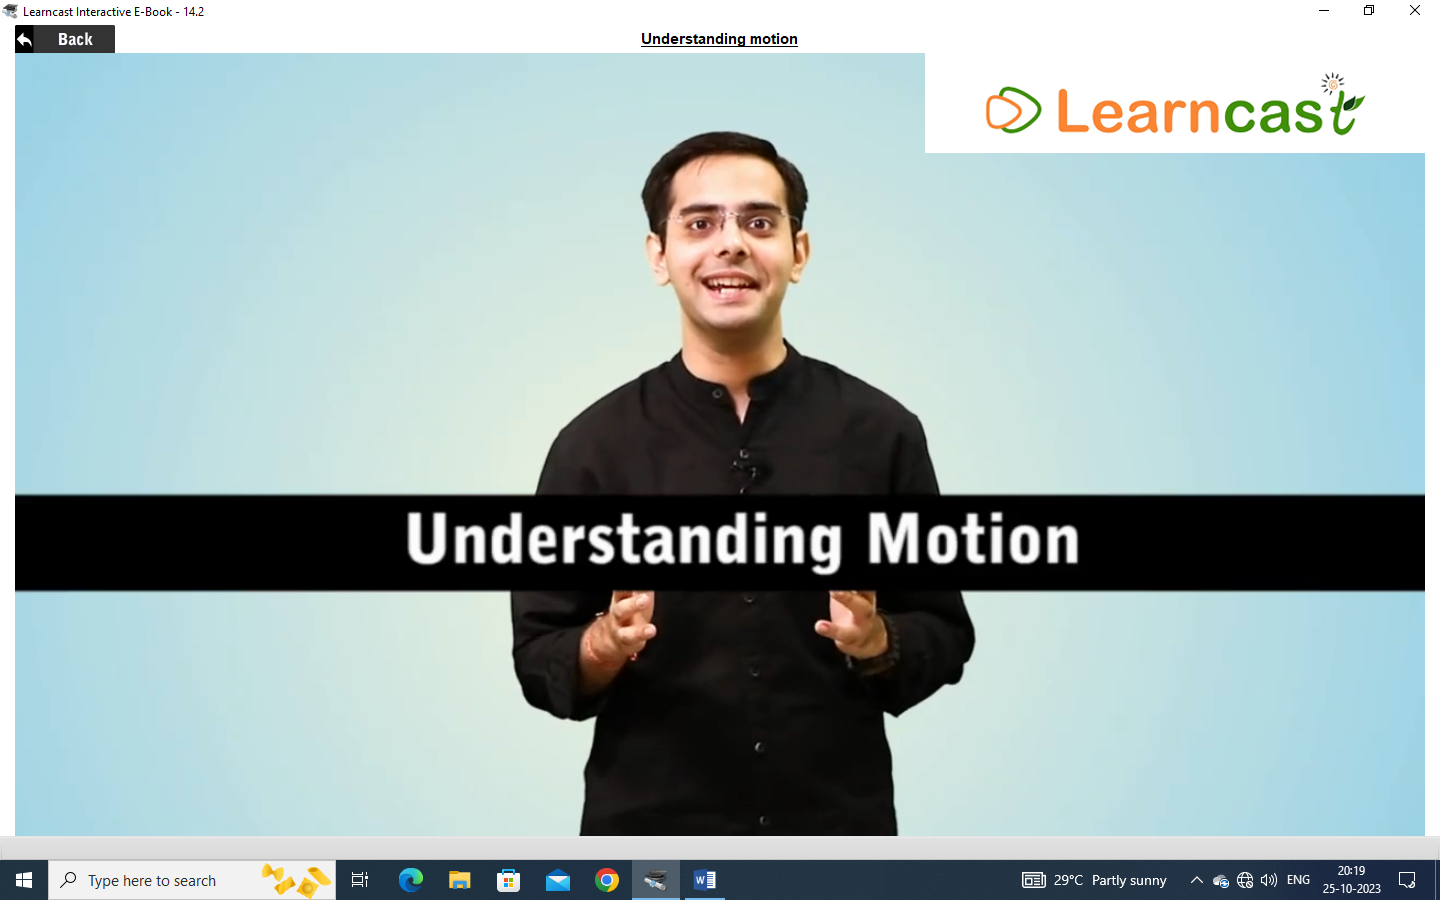 Learncast Interactive E-Book - 14.2
Back
Understanding motion
Learncast
Understanding Motion
Type here to search
29°C Partly sunny
ENG
20:19
25-10-2023